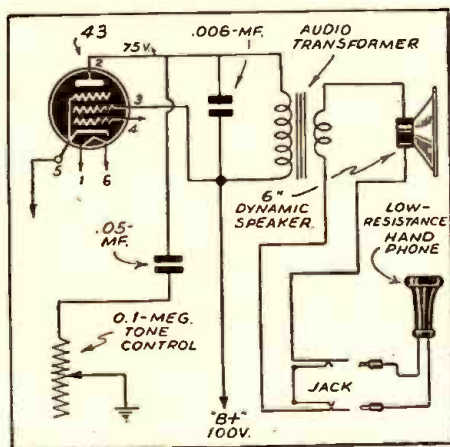 43
75V.
2
3
4
5
1
6
.006-MF.
AUDIO
TRANSFORMER
6"
DYNAMIC
SPEAKER
LOW-
RESISTANCE
HAND
PHONE
.05-
MF.
0.1-MEG.
TONE
CONTROL
JACK
"B+"
100V.